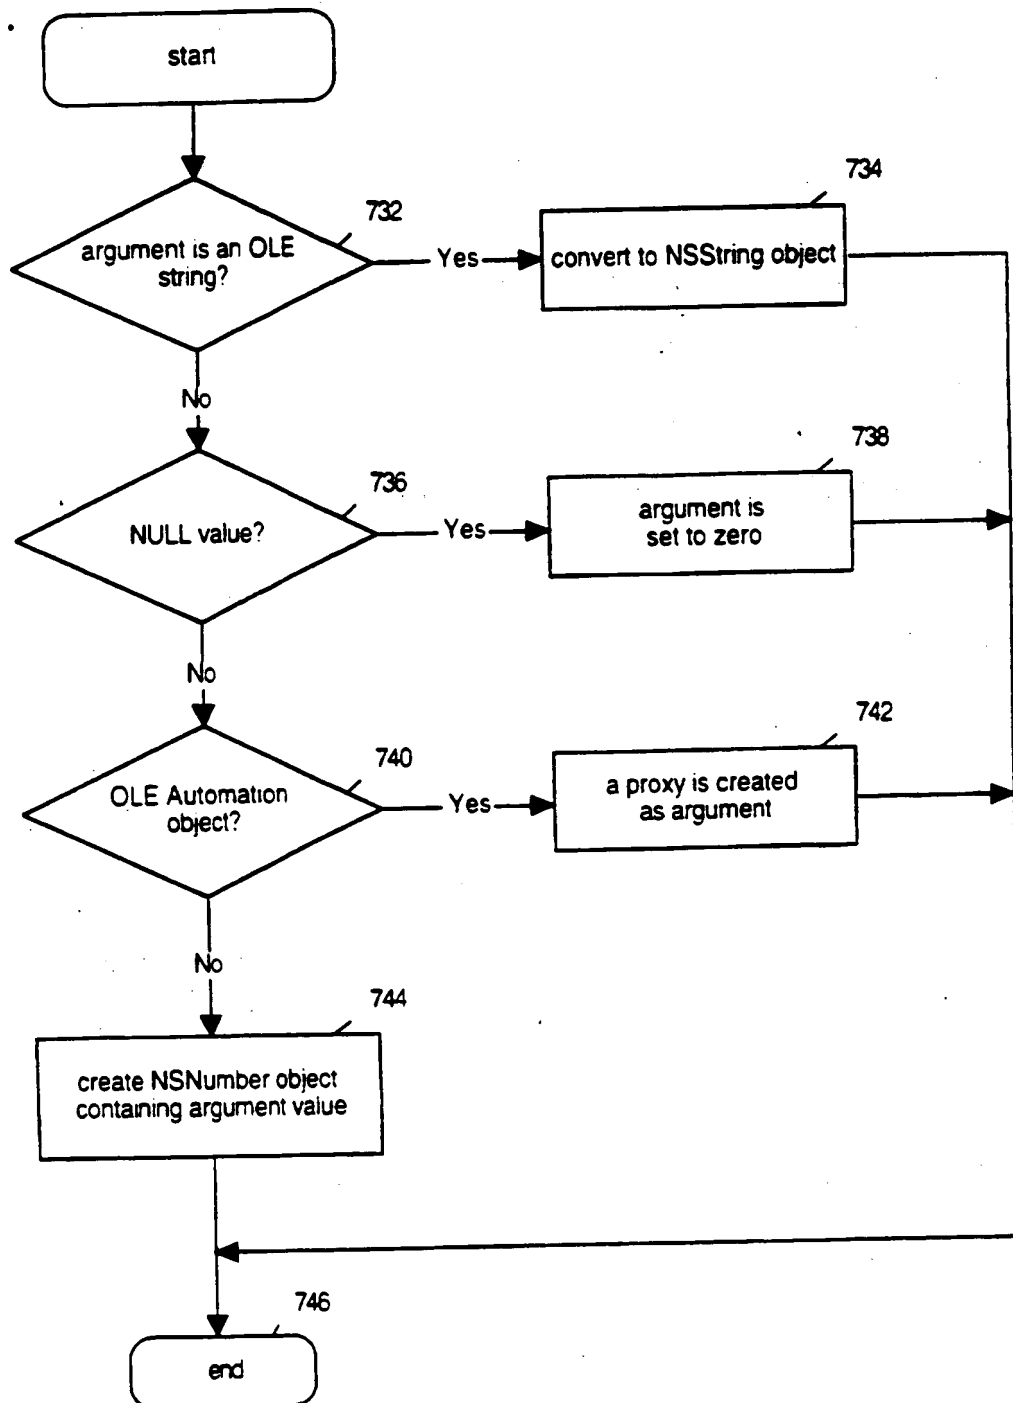 start
732
argument is an OLE
string?
Yes
734
convert to NSString object
No
736
NULL value?
Yes
738
argument is
set to zero
No
740
OLE Automation
object?
Yes
742
a proxy is created
as argument
No
744
create NSNumber object
containing argument value
746
end